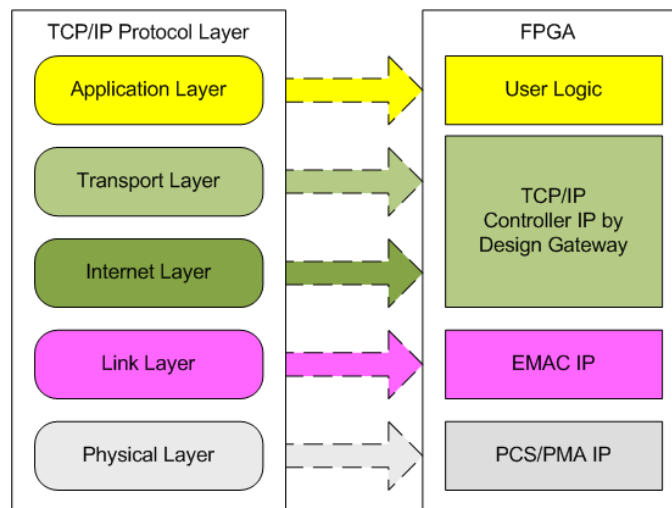 TCP/IP Protocol Layer
Application Layer
Transport Layer
Internet Layer
Link Layer
Physical Layer
FPGA
User Logic
TCP/IP
Controller IP by
Design Gateway
EMAC IP
PCS/PMA IP